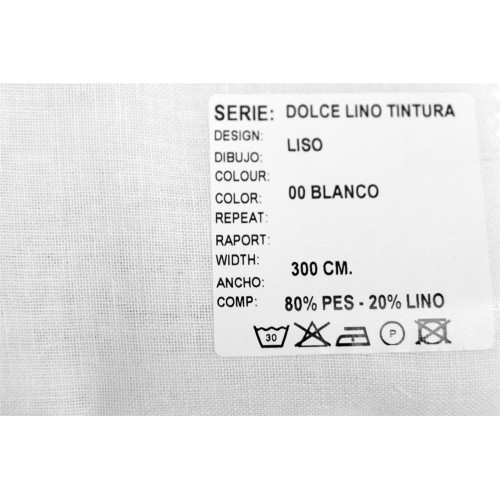 SERIE: DOLCE LINO TINTURA
DESIGN:
DIBUJO: LISO
COLOUR:
COLOR: 00 BLANCO
REPEAT:
RAPORT:
WIDTH:
ANCHO: 300 CM.
COMP: 80% PES - 20% LINO
30 P